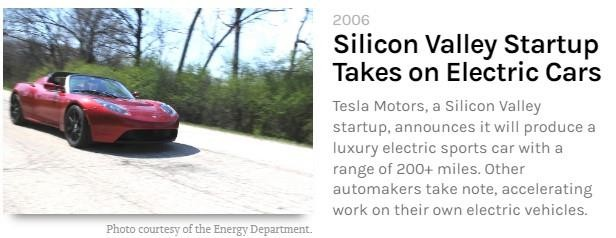 2006
Silicon Valley Startup
Takes on Electric Cars
Tesla Motors, a Silicon Valley
startup, announces it will produce a
luxury electric sports car with a
range of 200+ miles. Other
automakers take note, accelerating
work on their own electric vehicles.
Photo courtesy of the Energy Department.